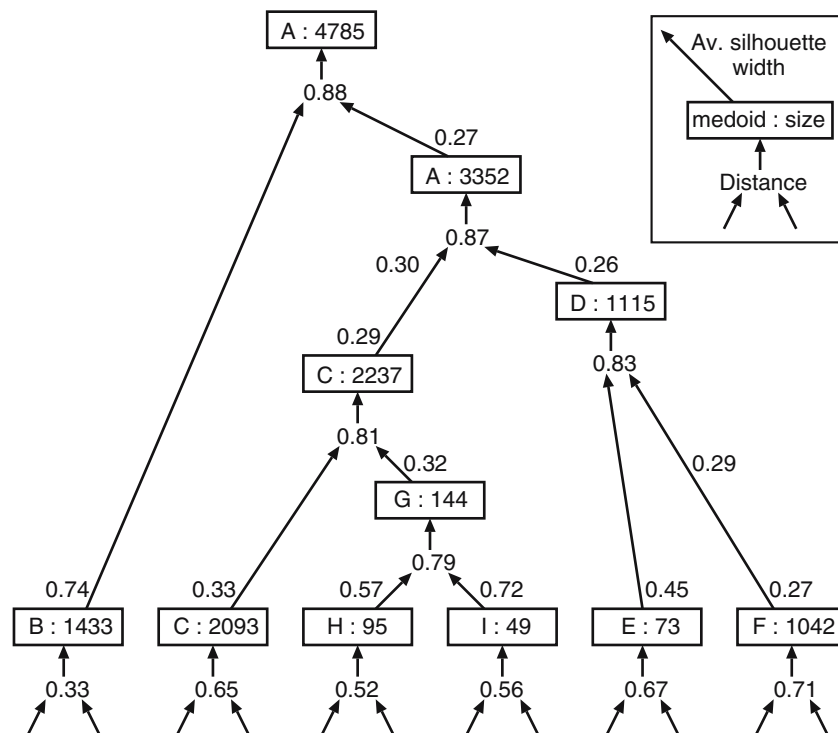 A : 4785
Av. silhouette
width
medoid : size
Distance
0.88
0.27
A : 3352
0.87
0.30
0.26
D : 1115
0.29
C : 2237
0.83
0.81
0.32
0.29
G : 144
0.79
0.74
0.33
0.57
0.72
0.45
0.27
B : 1433
C : 2093
H : 95
I : 49
E : 73
F : 1042
0.33
0.65
0.52
0.56
0.67
0.71